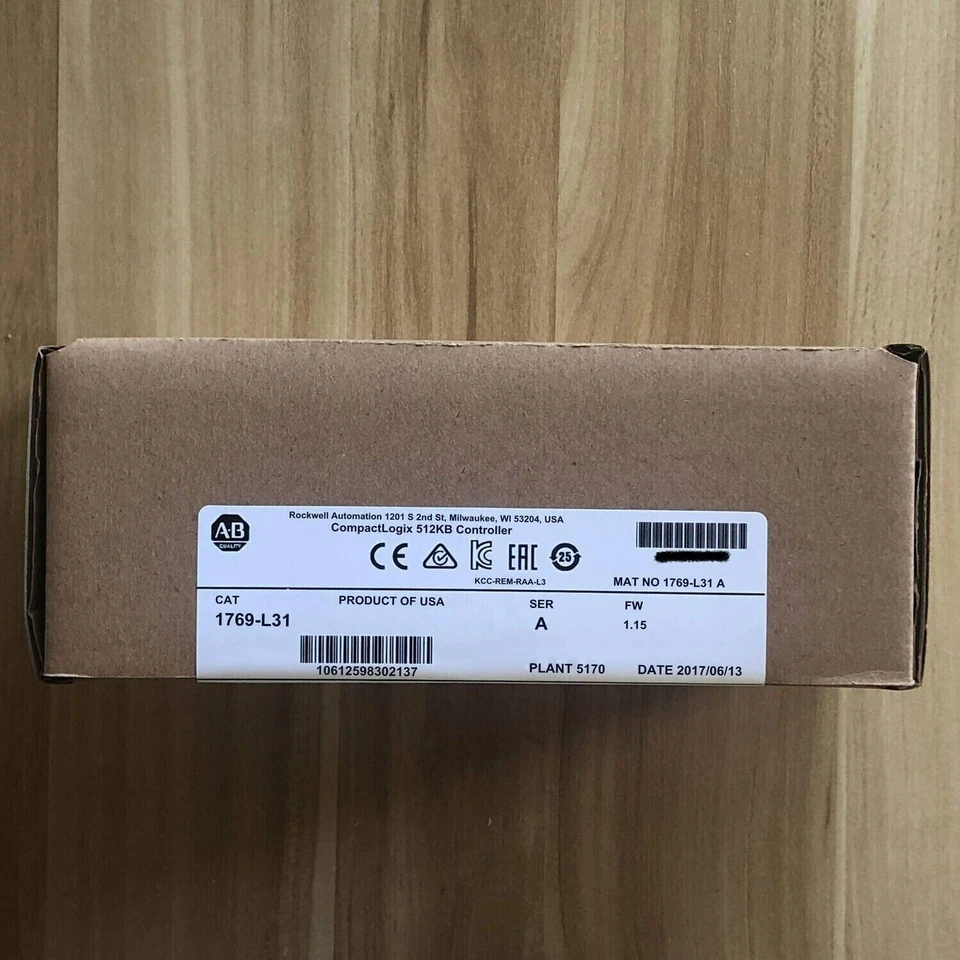 A-B
QUALITY
Rockwell Automation 1201 S 2nd St, Milwaukee, WI 53204, USA
CompactLogix 512KB Controller
CE
EAC
25
KCC-REM-RAA-L3
MAT NO 1769-L31 A
CAT
PRODUCT OF USA
SER
FW
1769-L31
A
1.15
10612598302137
PLANT 5170
DATE 2017/06/13